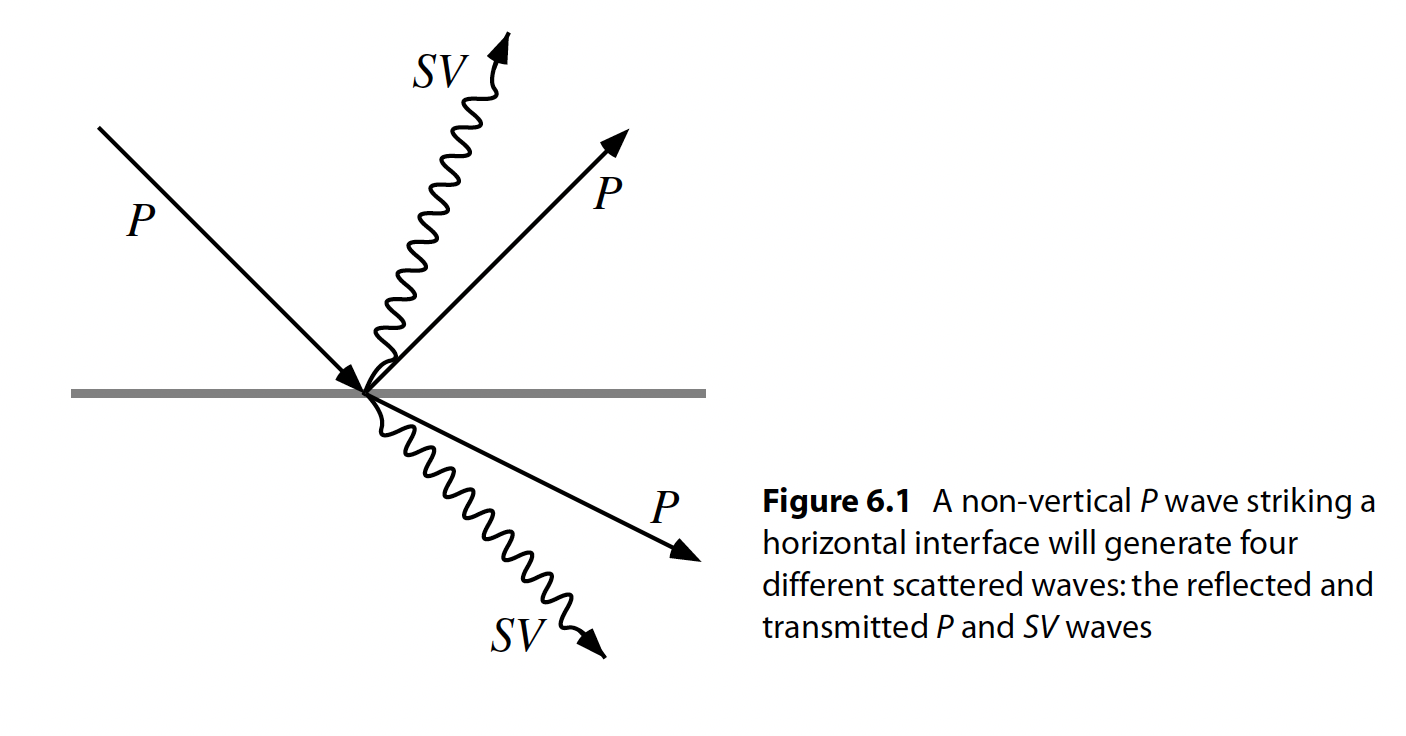 SV
P
P
P
SV
Figure 6.1 A non-vertical P wave striking a
horizontal interface will generate four
different scattered waves: the reflected and
transmitted P and SV waves